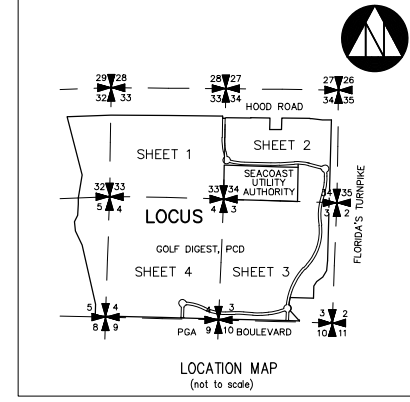 N
29 28
32 33
28 27
33 34
27 26
34 35
HOOD ROAD
SHEET 1
SHEET 2
SEACOAST
UTILITY
AUTHORITY
32 33
5 4
33 34
4 3
34 35
3 2
LOCUS
FLORIDA'S TURNPIKE
GOLF DIGEST, PCD
SHEET 4
SHEET 3
5 4
8 9
4 3
9 10
3 2
10 11
PGA BOULEVARD
LOCATION MAP
(not to scale)